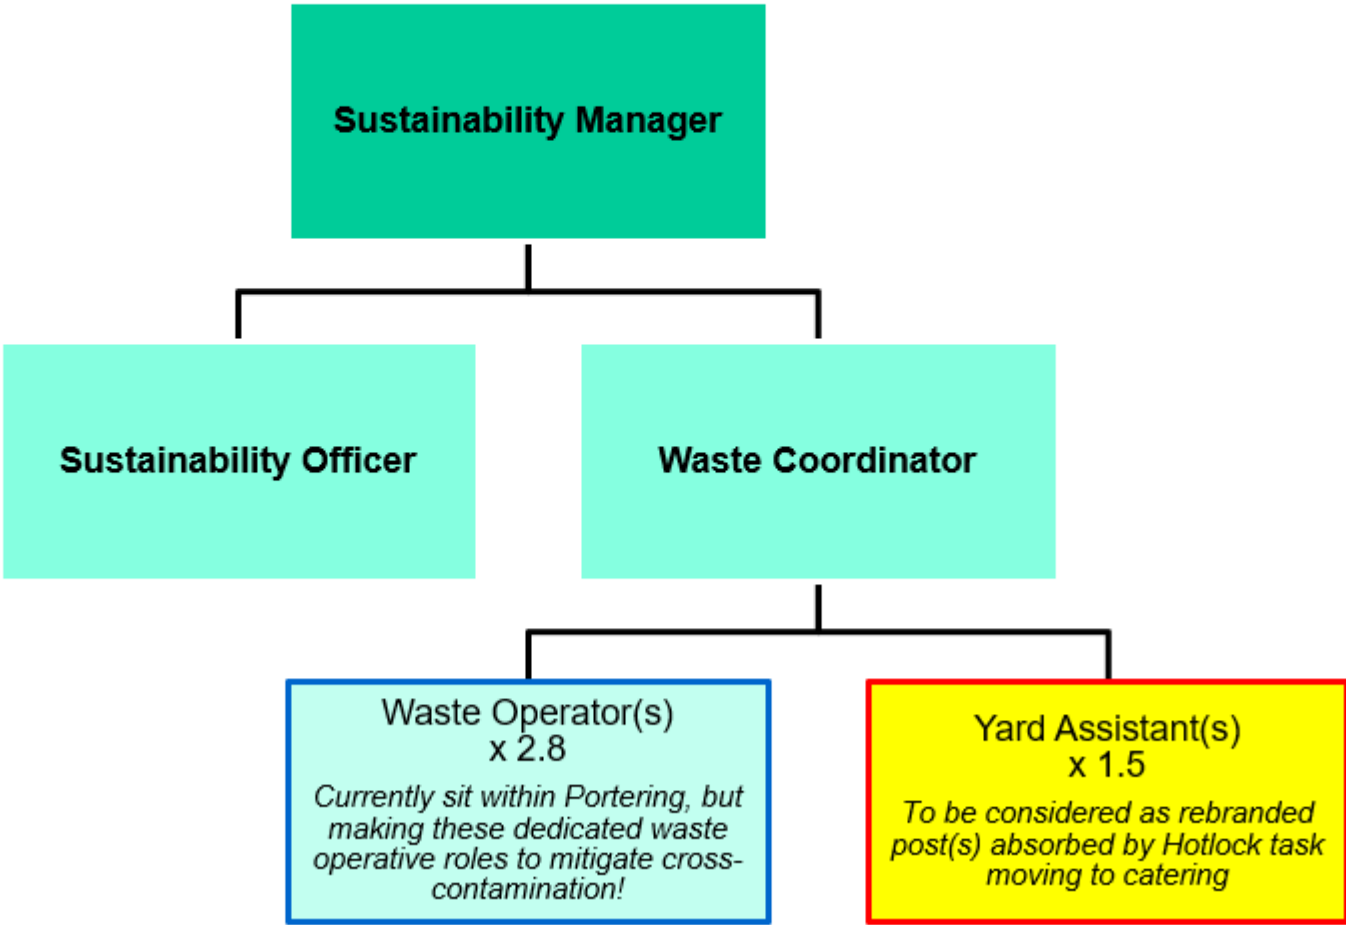 Sustainability Manager
Sustainability Officer
Waste Coordinator
Waste Operator(s)
x 2.8
Currently sit within Portering, but
making these dedicated waste
operative roles to mitigate cross-
contamination!
Yard Assistant(s)
x 1.5
To be considered as rebranded
post(s) absorbed by Hotlock task
moving to catering